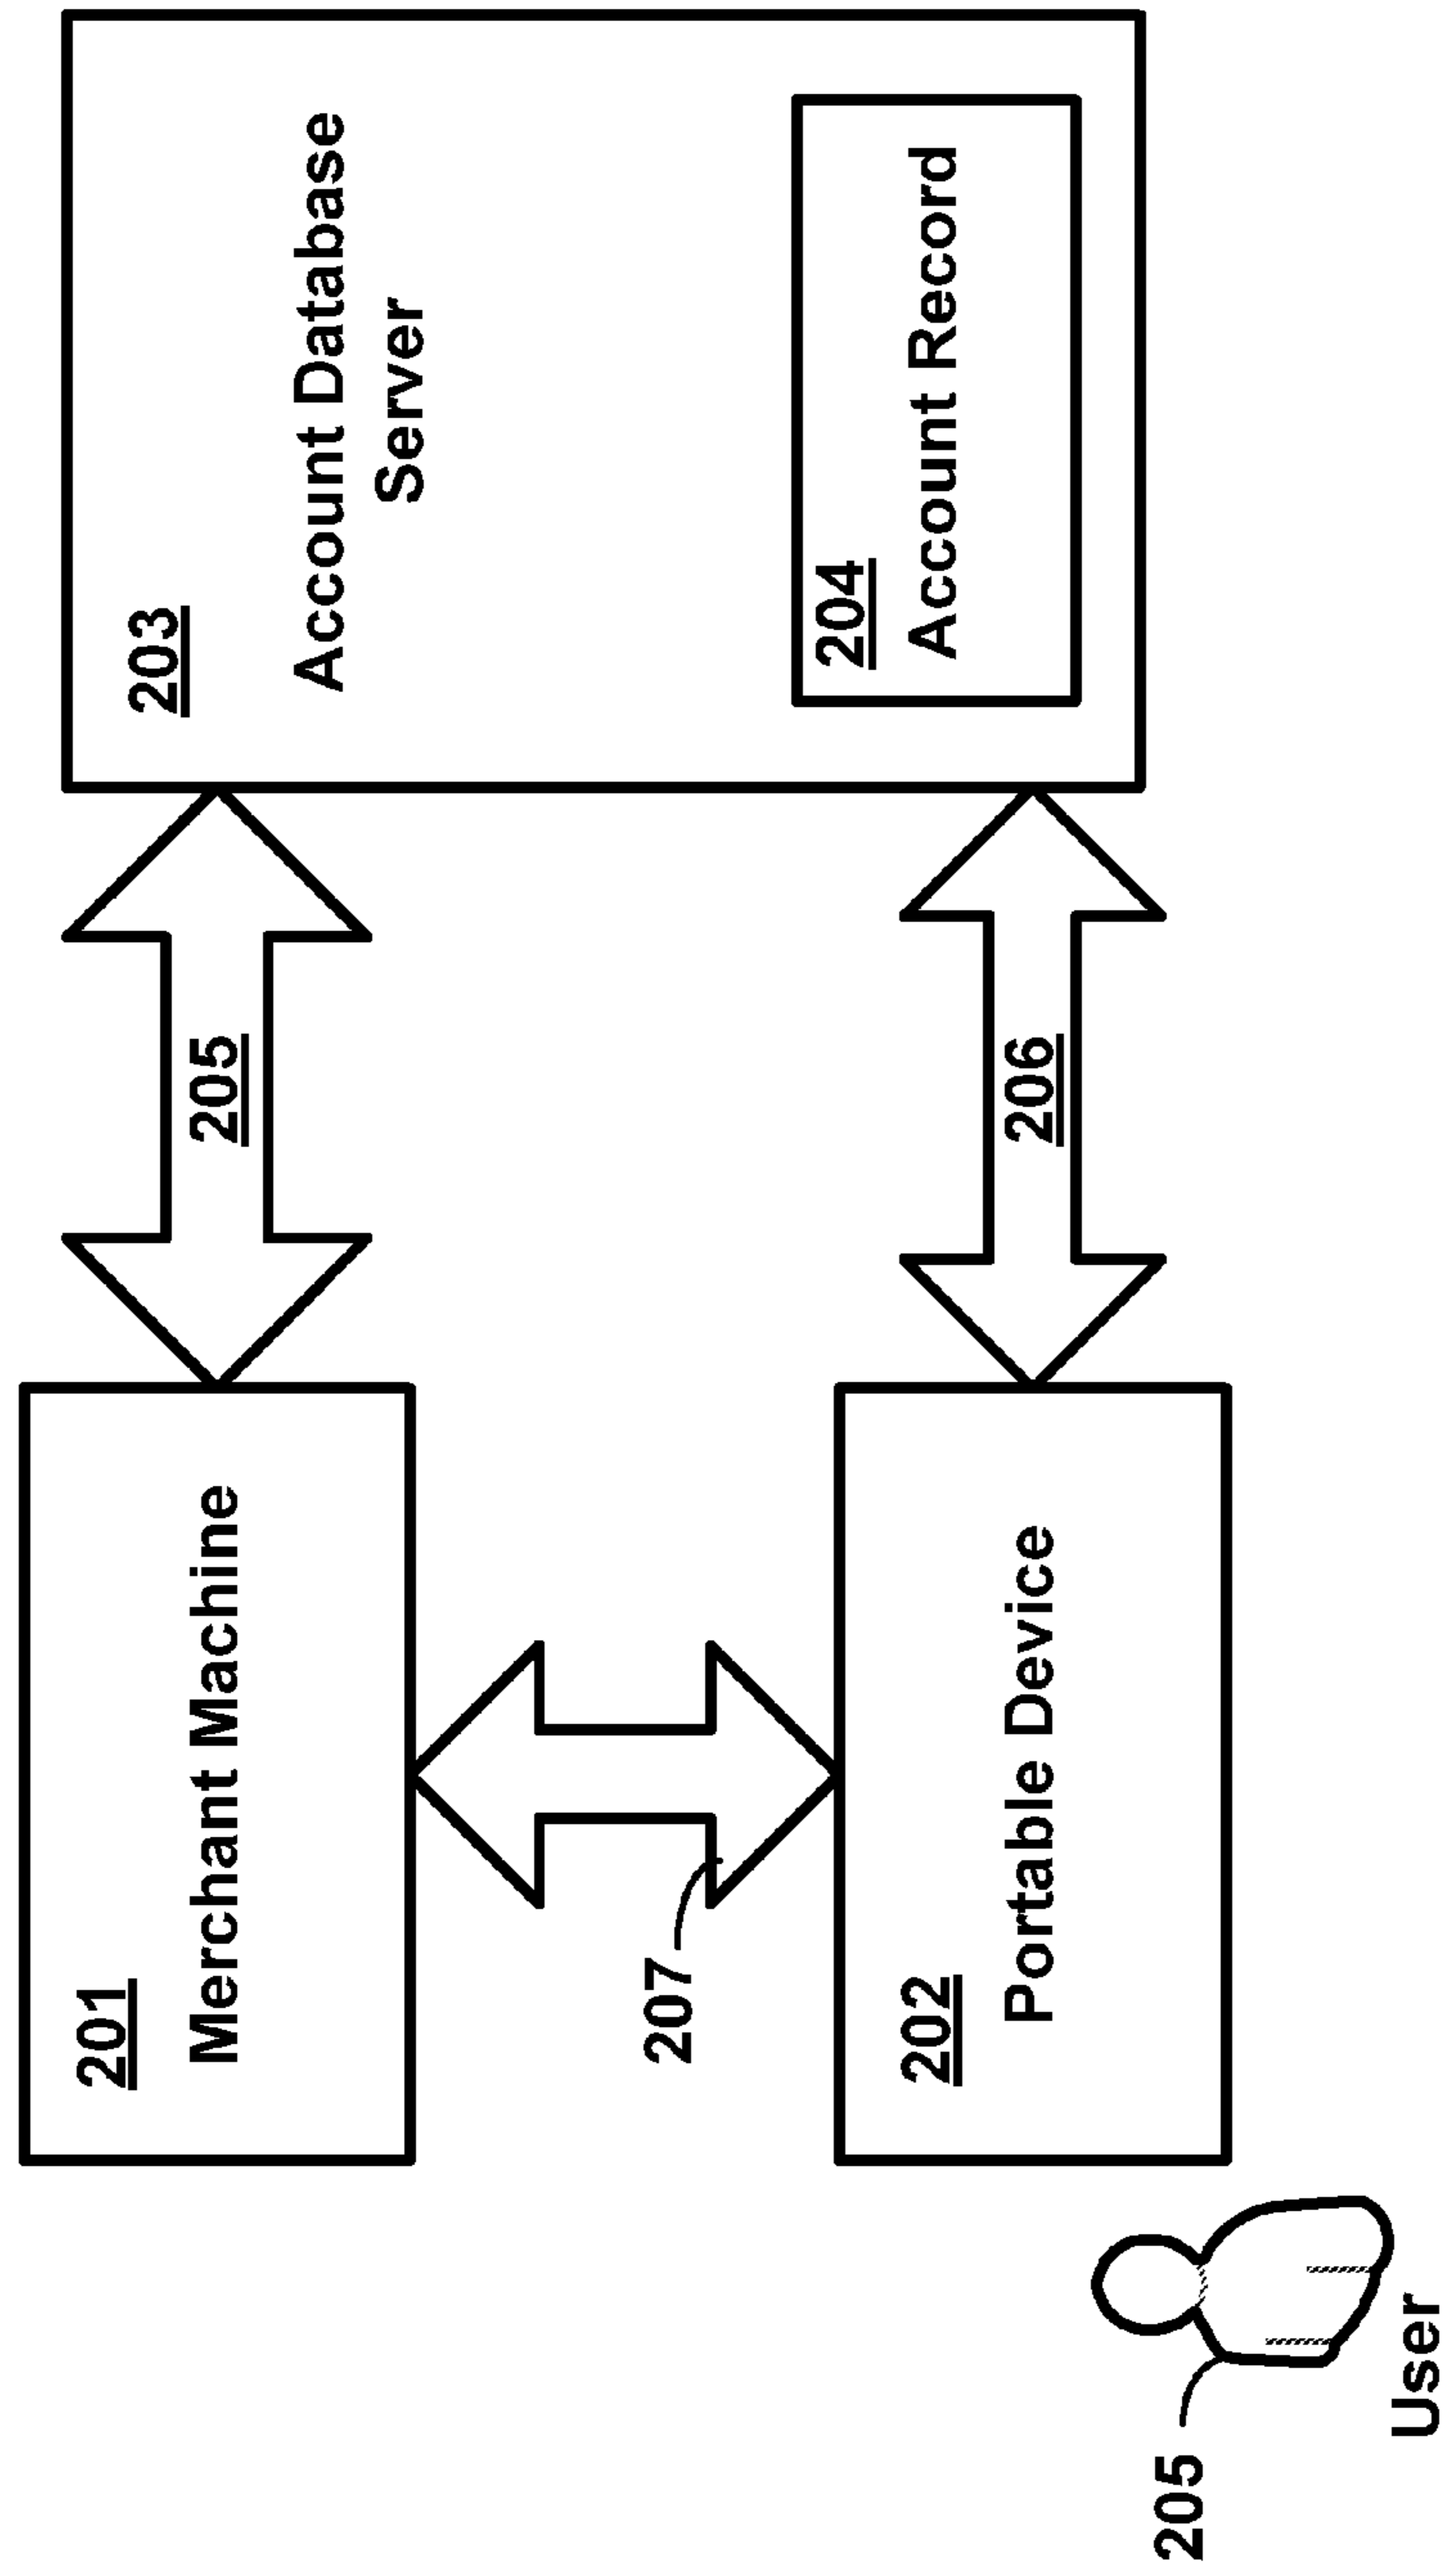 201
Merchant Machine
205
203
Account Database
Server
207
202
Portable Device
206
204
Account Record
205
User